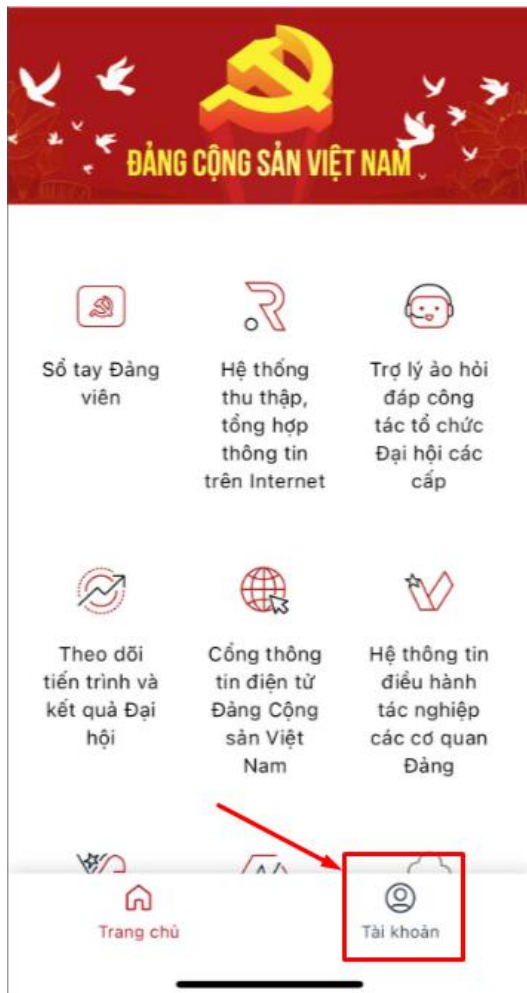 ĐẢNG CỘNG SẢN VIỆT NAM
Sổ tay Đảng
viên
Hệ thống
thu thập,
tổng hợp
thông tin
trên Internet
Trợ lý ảo hỏi
đáp công
tác tổ chức
Đại hội các
cấp
Theo dõi
tiến trình và
kết quả Đại
hội
Cổng thông
tin điện tử
Đảng Cộng
sản Việt
Nam
Hệ thông tin
điều hành
tác nghiệp
các cơ quan
Đảng
Trang chủ
Tài khoản